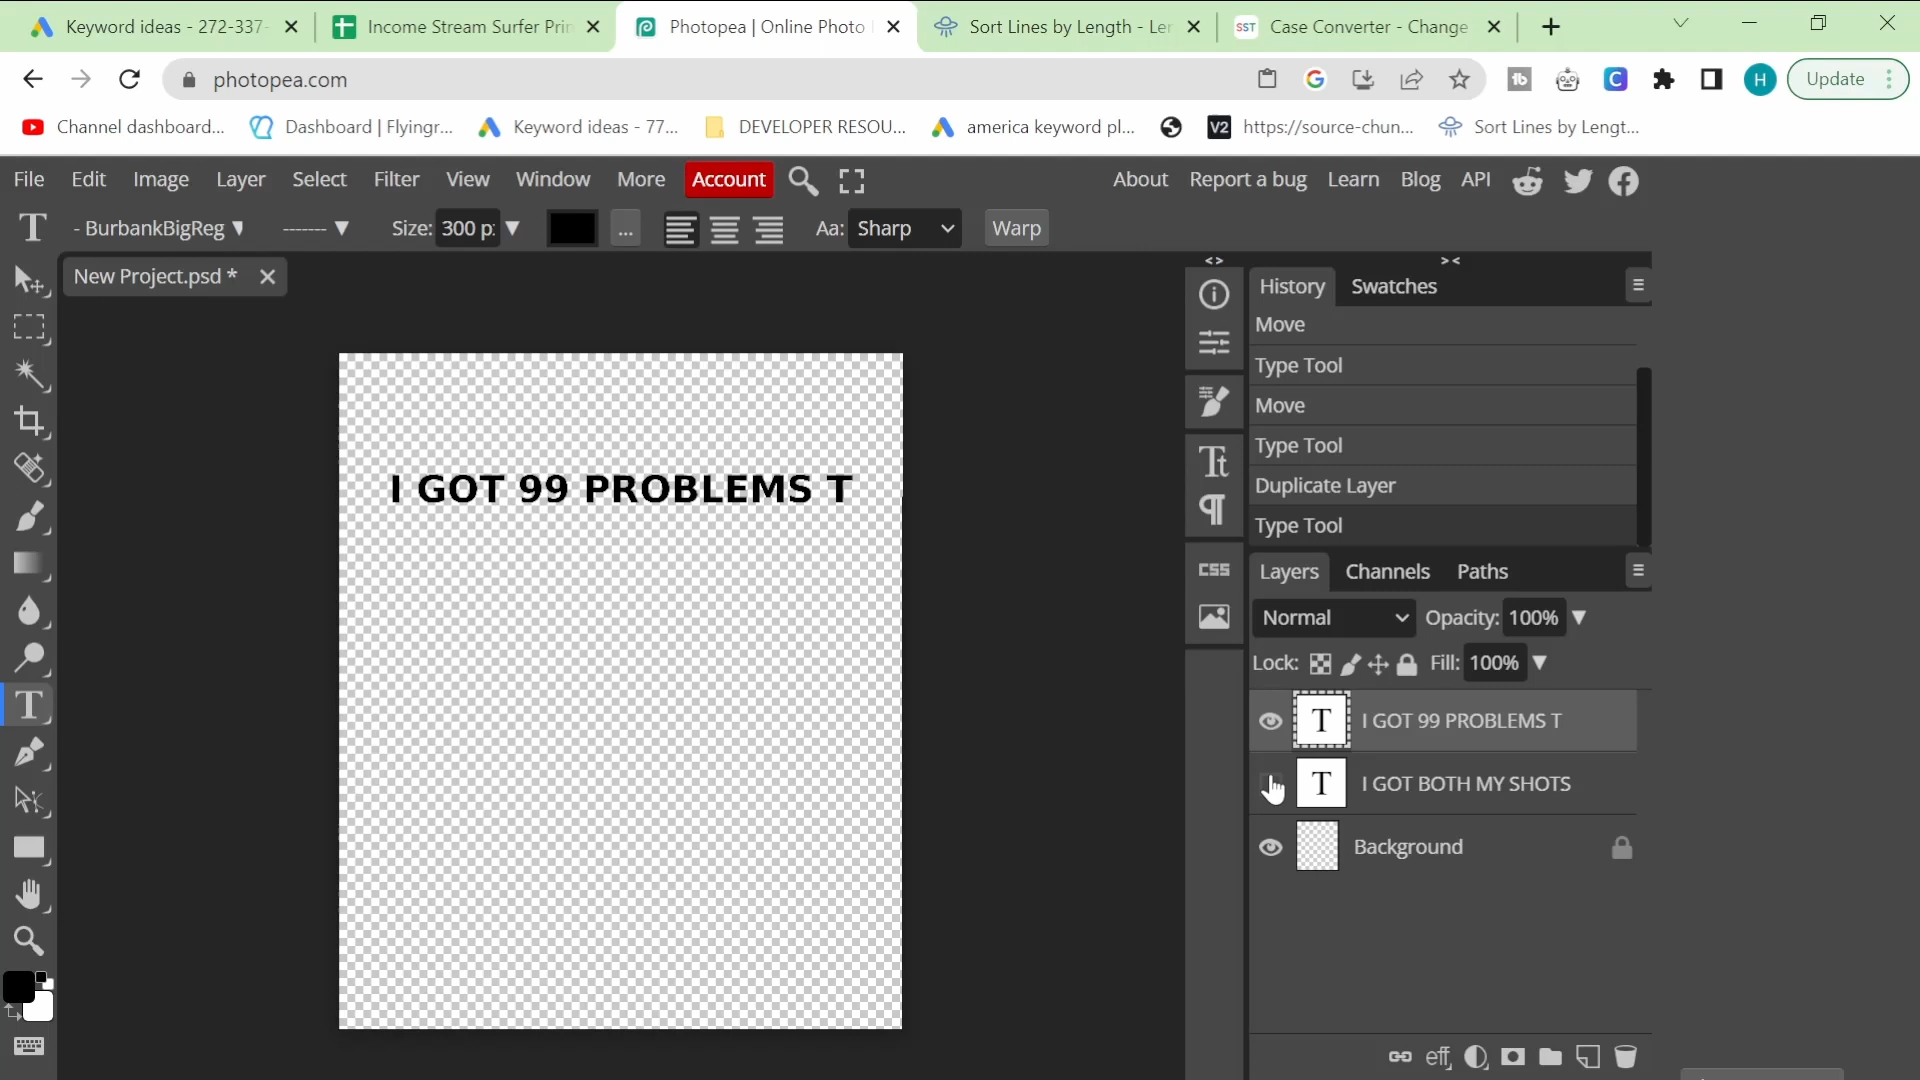 Keyword ideas - 272-337-
Income Stream Surfer Prin
Photopea | Online Photo
Sort Lines by Length - Ler
SST
Case Converter - Change
photopea.com
H
Update
Channel dashboard...
Dashboard | Flyingr...
Keyword ideas - 77...
DEVELOPER RESOU...
america keyword pl...
V2
https://source-chun...
Sort Lines by Lengt...
File
Edit
Image
Layer
Select
Filter
View
Window
More
Account
About
Report a bug
Learn
Blog
API
- BurbankBigReg
-------
Size:
300 p:
...
Aa:
Sharp
Warp
New Project.psd *
<>
> <
History
Swatches
Move
Type Tool
Move
Type Tool
Duplicate Layer
Type Tool
I GOT 99 PROBLEMS T
CSS
Layers
Channels
Paths
Normal
Opacity:
100%
Lock:
Fill:
100%
T
I GOT 99 PROBLEMS T
T
I GOT BOTH MY SHOTS
Background
eff